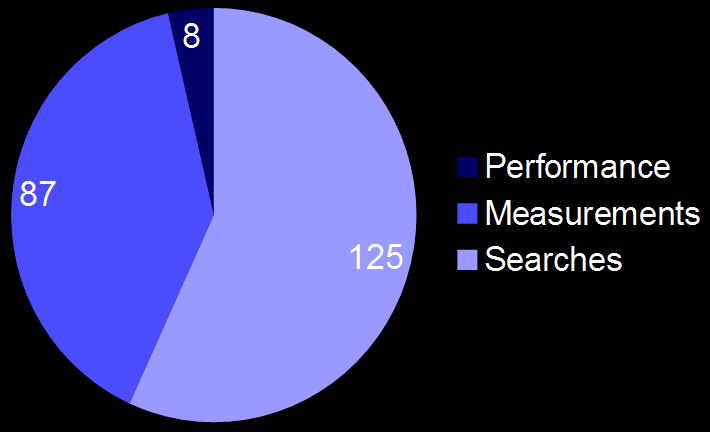 8
87
125
Performance
Measurements
Searches